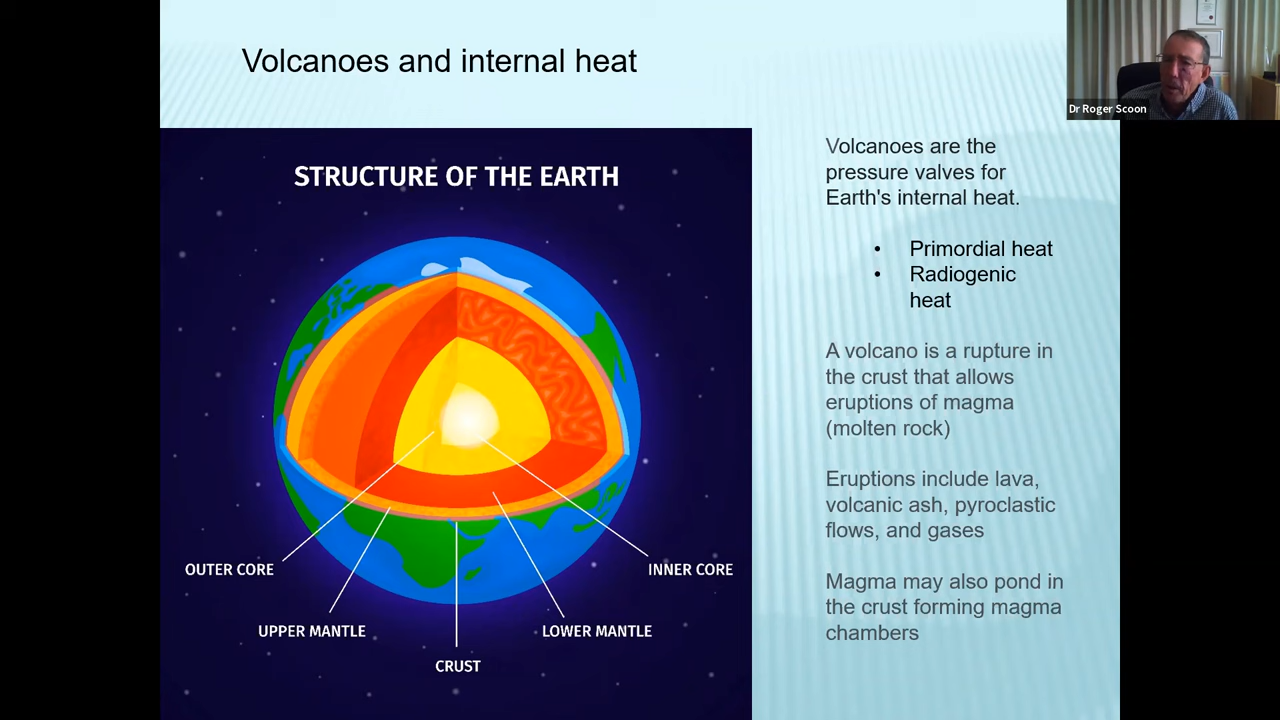 Volcanoes and internal heat
Dr Roger Scoon
STRUCTURE OF THE EARTH
OUTER CORE
INNER CORE
UPPER MANTLE
LOWER MANTLE
CRUST
Volcanoes are the
pressure valves for
Earth's internal heat.
• Primordial heat
• Radiogenic
heat
A volcano is a rupture in
the crust that allows
eruptions of magma
(molten rock)
Eruptions include lava,
volcanic ash, pyroclastic
flows, and gases
Magma may also pond in
the crust forming magma
chambers